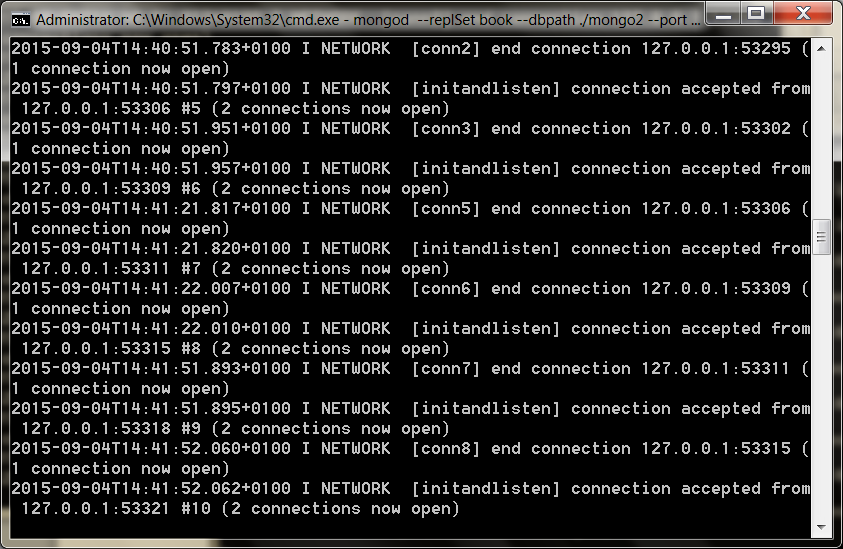 Administrator: C:\Windows\System32\cmd.exe - mongod  --replSet book --dbpath ./mongo2 --port ...
2015-09-04T14:40:51.783+0100 I NETWORK  [conn2] end connection 127.0.0.1:53295 (
1 connection now open)
2015-09-04T14:40:51.797+0100 I NETWORK  [initandlisten] connection accepted from
 127.0.0.1:53306 #5 (2 connections now open)
2015-09-04T14:40:51.951+0100 I NETWORK  [conn3] end connection 127.0.0.1:53302 (
1 connection now open)
2015-09-04T14:40:51.957+0100 I NETWORK  [initandlisten] connection accepted from
 127.0.0.1:53309 #6 (2 connections now open)
2015-09-04T14:41:21.817+0100 I NETWORK  [conn5] end connection 127.0.0.1:53306 (
1 connection now open)
2015-09-04T14:41:21.820+0100 I NETWORK  [initandlisten] connection accepted from
 127.0.0.1:53311 #7 (2 connections now open)
2015-09-04T14:41:22.007+0100 I NETWORK  [conn6] end connection 127.0.0.1:53309 (
1 connection now open)
2015-09-04T14:41:22.010+0100 I NETWORK  [initandlisten] connection accepted from
 127.0.0.1:53315 #8 (2 connections now open)
2015-09-04T14:41:51.893+0100 I NETWORK  [conn7] end connection 127.0.0.1:53311 (
1 connection now open)
2015-09-04T14:41:51.895+0100 I NETWORK  [initandlisten] connection accepted from
 127.0.0.1:53318 #9 (2 connections now open)
2015-09-04T14:41:52.060+0100 I NETWORK  [conn8] end connection 127.0.0.1:53315 (
1 connection now open)
2015-09-04T14:41:52.062+0100 I NETWORK  [initandlisten] connection accepted from
 127.0.0.1:53321 #10 (2 connections now open)